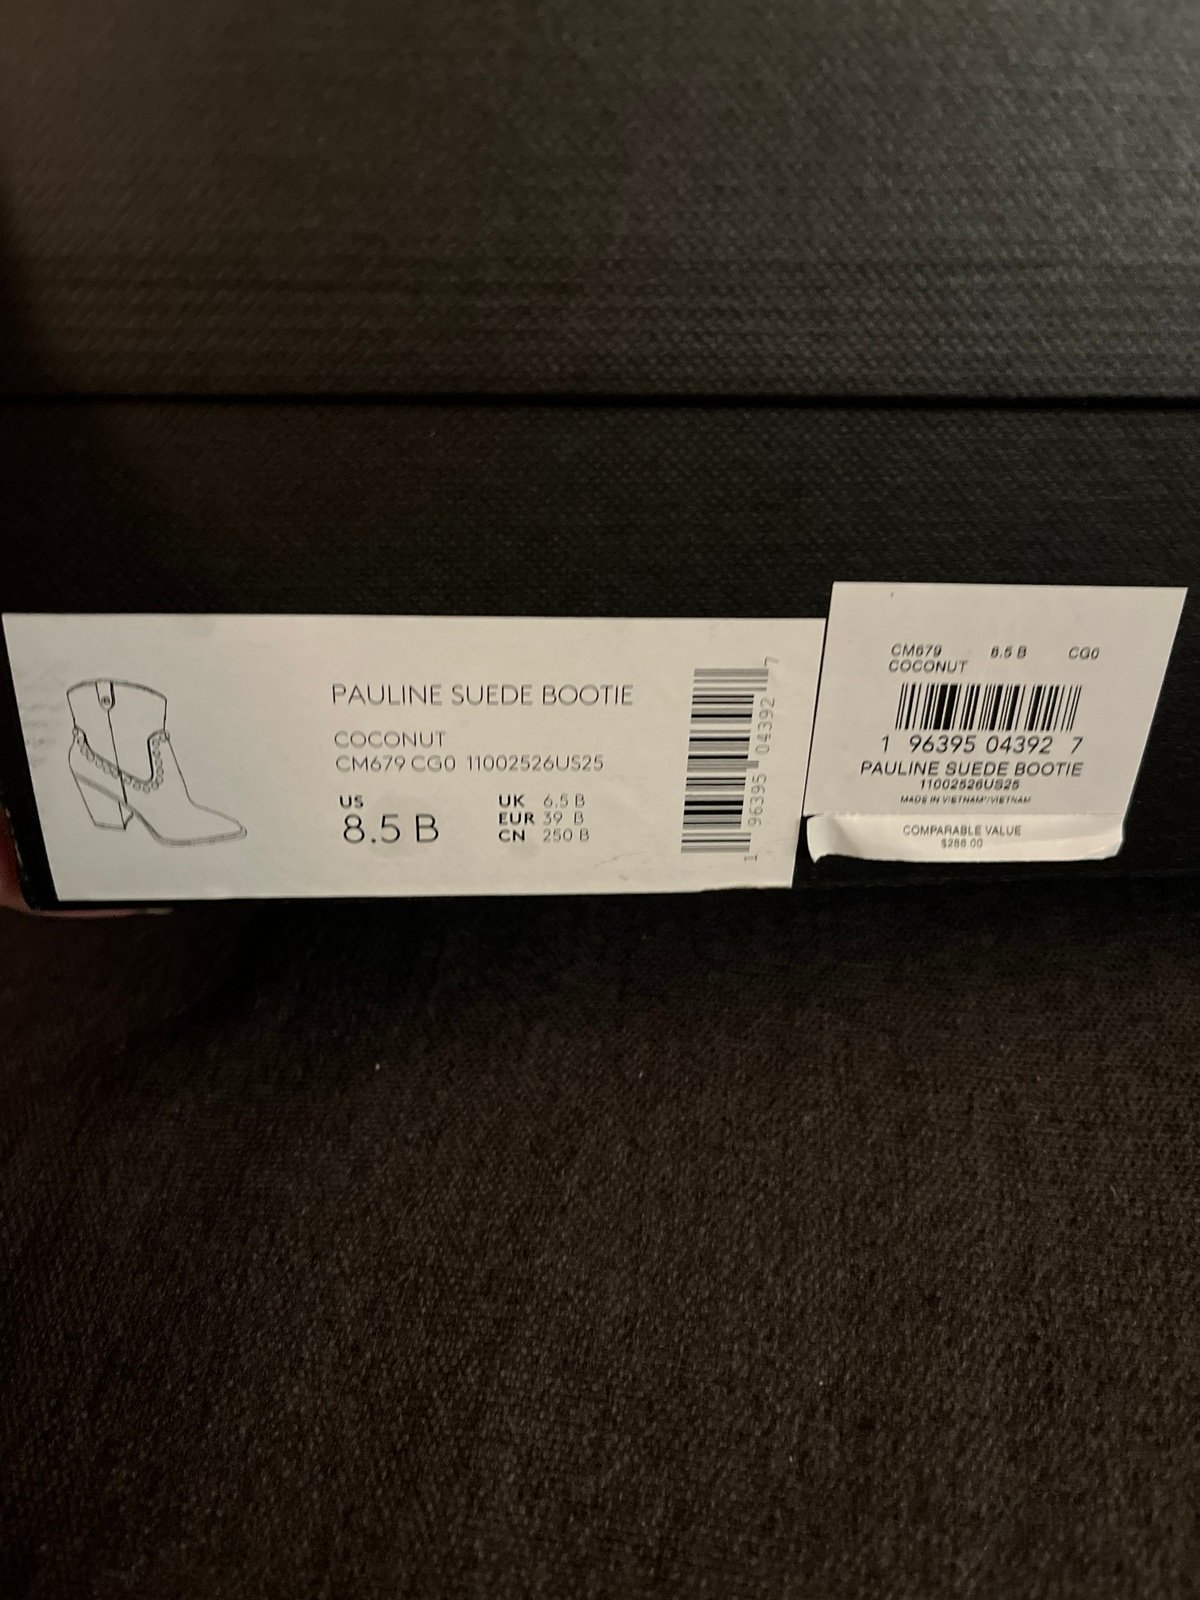 PAULINE SUEDE BOOTIE
COCONUT
CM679 CG0 11002526US25
US
8.5 B
UK 6.5 B
EUR 39 B
CN 250 B
1 96395 04392 7
CM679 8.5 B CG0
COCONUT
1 96395 04392 7
PAULINE SUEDE BOOTIE
11002526US25
MADE IN VIETNAM/VIETNAM
COMPARABLE VALUE